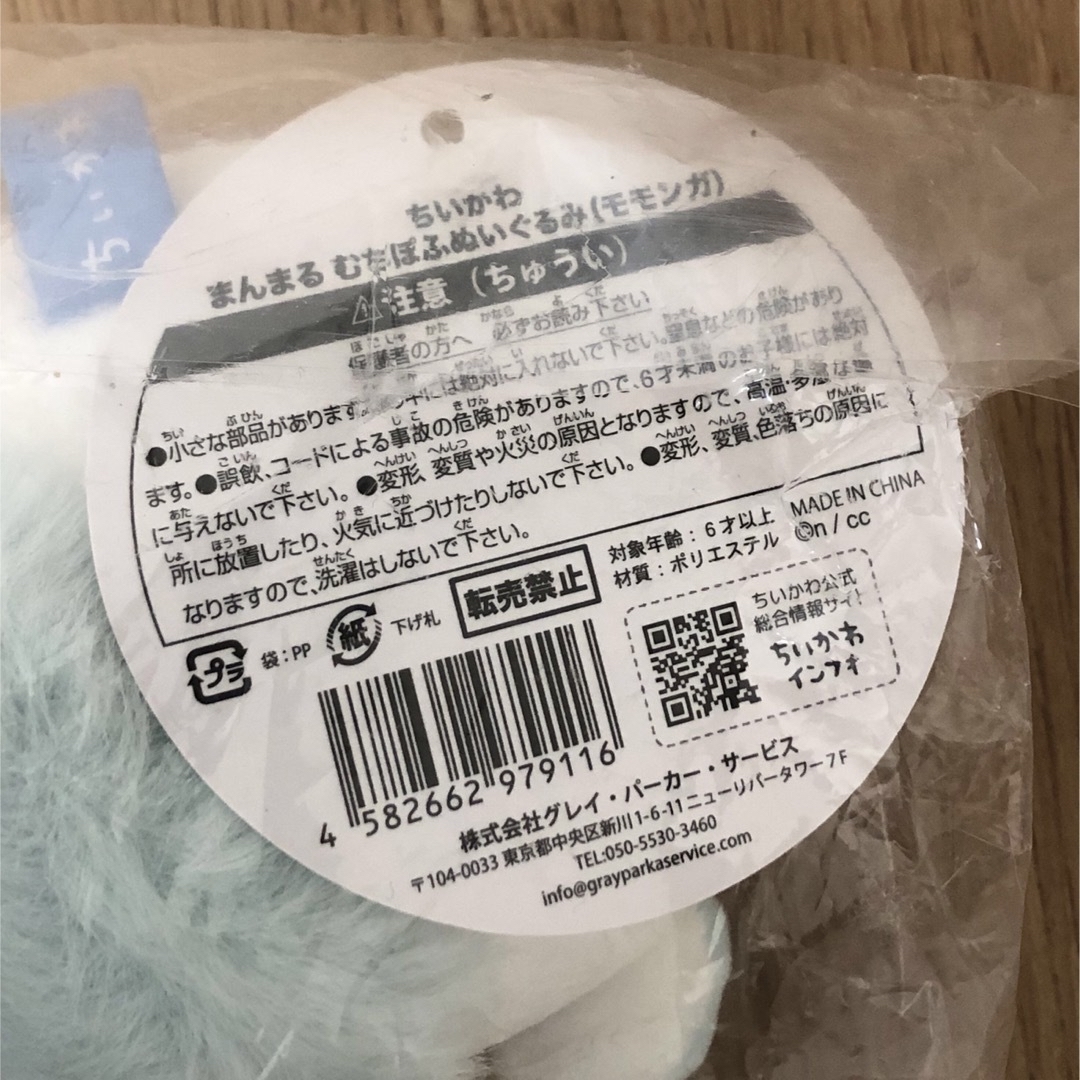 ちいかわ
ちいかわ
まんまる むちぽふぬいぐるみ(モモンガ)
⚠注意(ちゅうい)
保護者の方へ 必ずお読み下さい
●小さな部品があります。 には絶対に入れないで下さい。窒息などの危険があり
ます。●誤飲、コードによる事故の危険がありますので、6才未満のお子様には絶対
に与えないで下さい。●変形、変質や火災の原因となりますので、高温・多湿な場
所に放置したり、火気に近づけたりしないで下さい。●変形、変質、色落ちの原因に
なりますので、洗濯はしないで下さい。
対象年齢:6才以上
材質:ポリエステル
MADE IN CHINA
©n / cc
プラ
袋:PP
紙
下げ札
転売禁止
ちいかわ公式
総合情報サイト
ちいかわ
インフォ
4 582662 979116
株式会社グレイ・パーカー・サービス
〒104-0033 東京都中央区新川1-6-11 ニューリバータワー7F
TEL:050-5530-3460
info@grayparkaservice.com